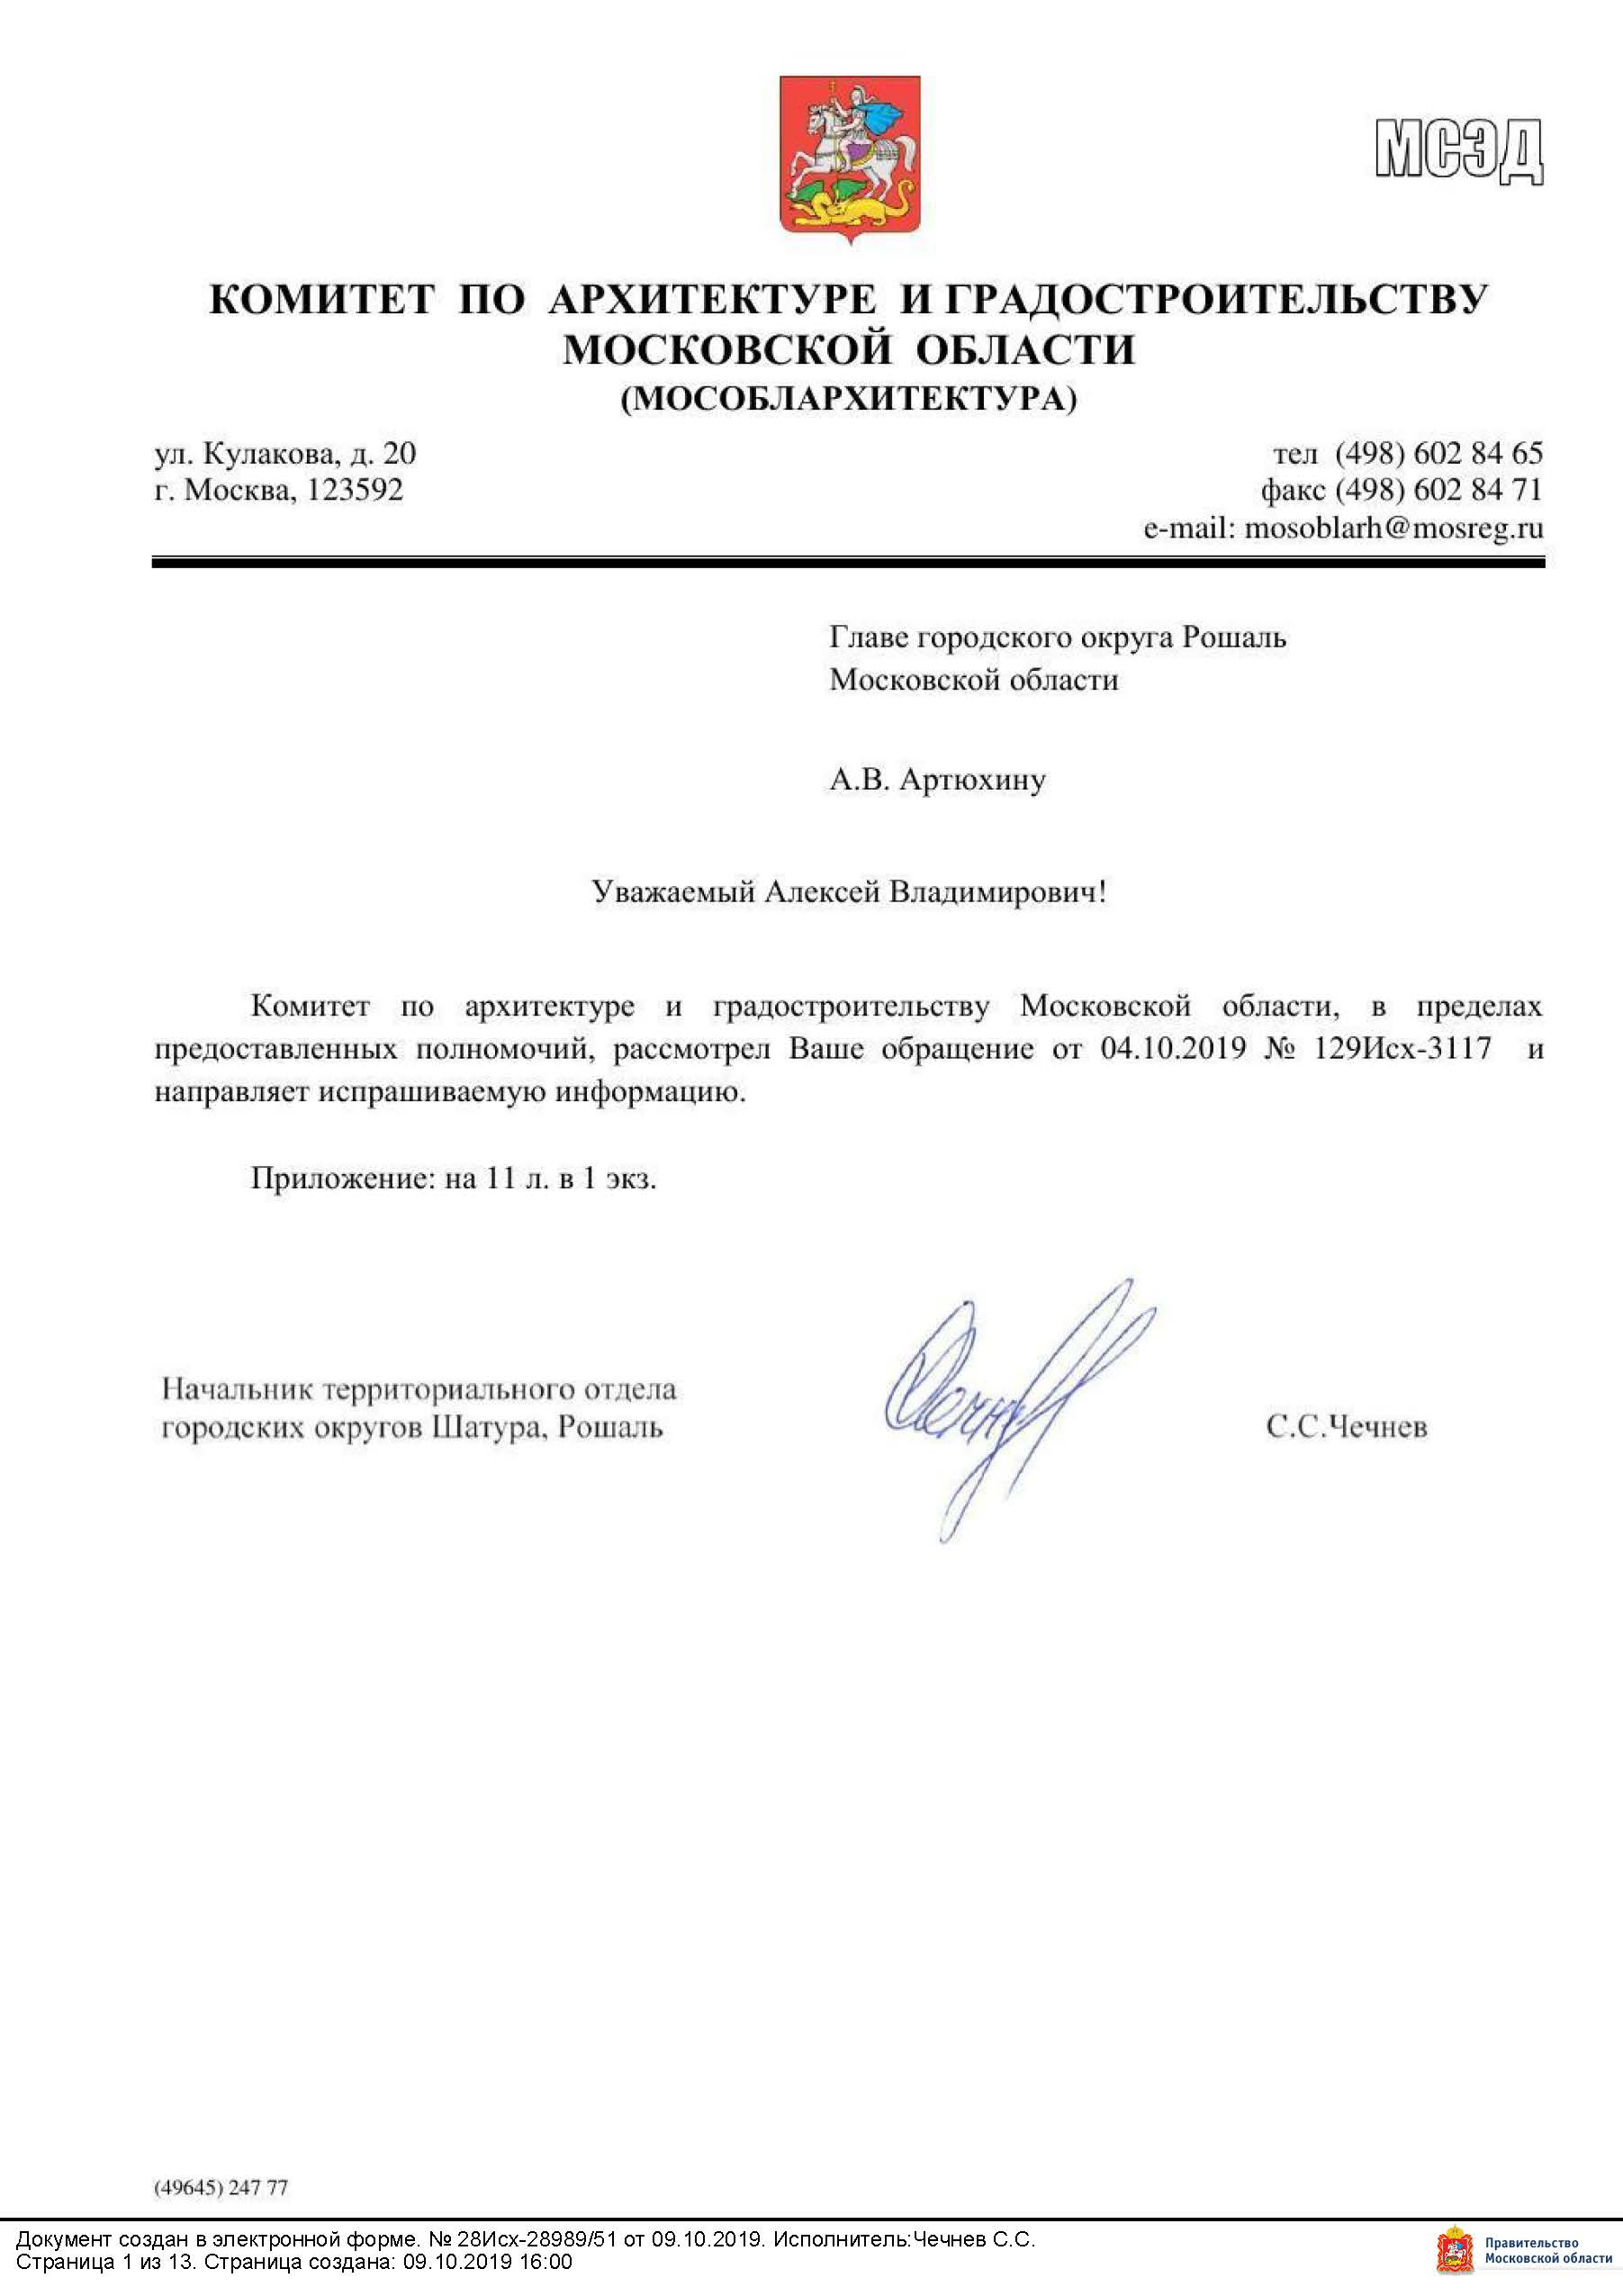 МСЭД
КОМИТЕТ ПО АРХИТЕКТУРЕ И ГРАДОСТРОИТЕЛЬСТВУ
МОСКОВСКОЙ ОБЛАСТИ
(МОСОБЛАРХИТЕКТУРА)
ул. Кулакова, д. 20
г. Москва, 123592
тел (498) 602 84 65
факс (498) 602 84 71
e-mail: mosoblarh@mosreg.ru
Главе городского округа Рошаль
Московской области
А.В. Артюхину
Уважаемый Алексей Владимирович!
Комитет по архитектуре и градостроительству Московской области, в пределах
предоставленных полномочий, рассмотрел Ваше обращение от 04.10.2019 № 129Исх-3117 и
направляет испрашиваемую информацию.
Приложение: на 11 л. в 1 экз.
Начальник территориального отдела
городских округов Шатура, Рошаль
С.С.Чечнев
(49645) 247 77
Документ создан в электронной форме. № 28Исх-28989/51 от 09.10.2019. Исполнитель:Чечнев С.С.
Страница 1 из 13. Страница создана: 09.10.2019 16:00
Правительство
Московской области